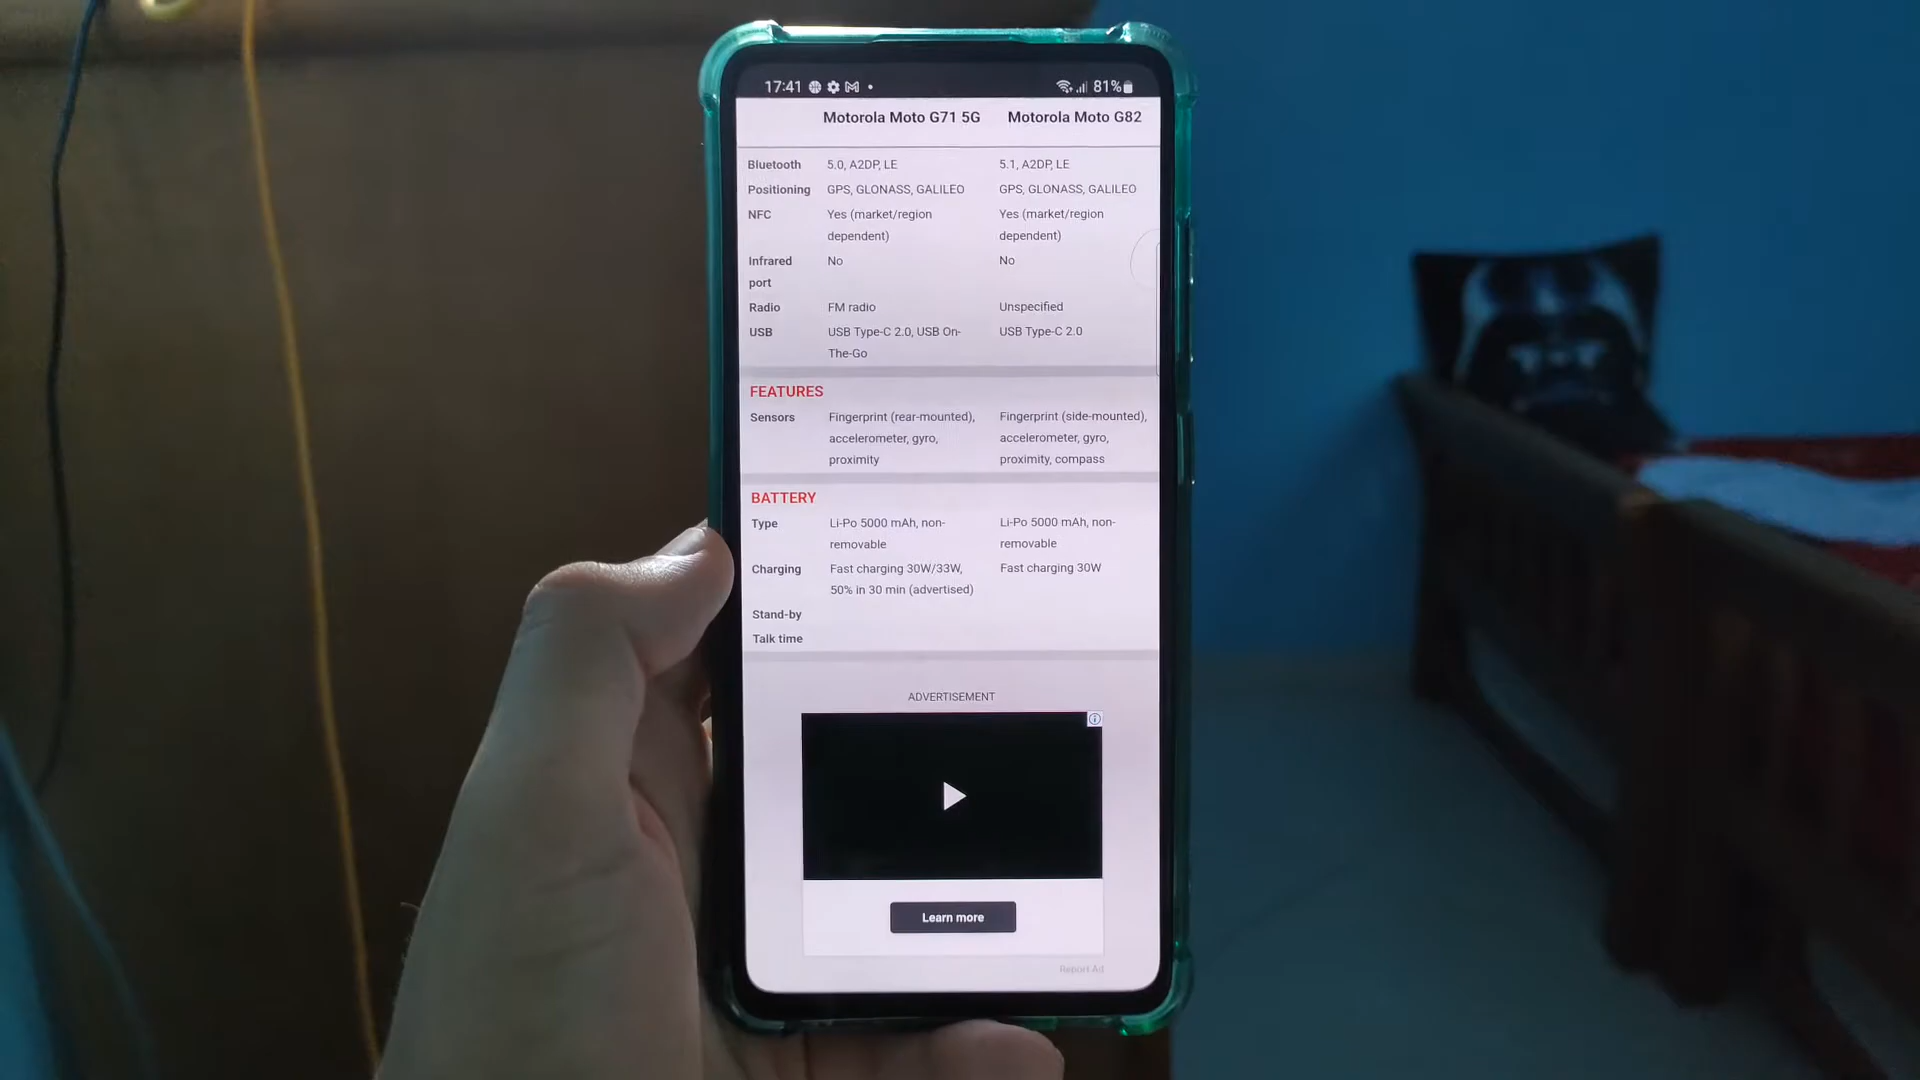 17:41 81%
Motorola Moto G71 5G Motorola Moto G82
Bluetooth 5.0, A2DP, LE 5.1, A2DP, LE
Positioning GPS, GLONASS, GALILEO GPS, GLONASS, GALILEO
NFC Yes (market/region Yes (market/region
dependent) dependent)
Infrared No No
port
Radio FM radio Unspecified
USB USB Type-C 2.0, USB On- USB Type-C 2.0
The-Go
FEATURES
Sensors Fingerprint (rear-mounted), Fingerprint (side-mounted),
accelerometer, gyro, accelerometer, gyro,
proximity proximity, compass
BATTERY
Type Li-Po 5000 mAh, non- Li-Po 5000 mAh, non-
removable removable
Charging Fast charging 30W/33W, Fast charging 30W
50% in 30 min (advertised)
Stand-by
Talk time
ADVERTISEMENT
Learn more
Report Ad